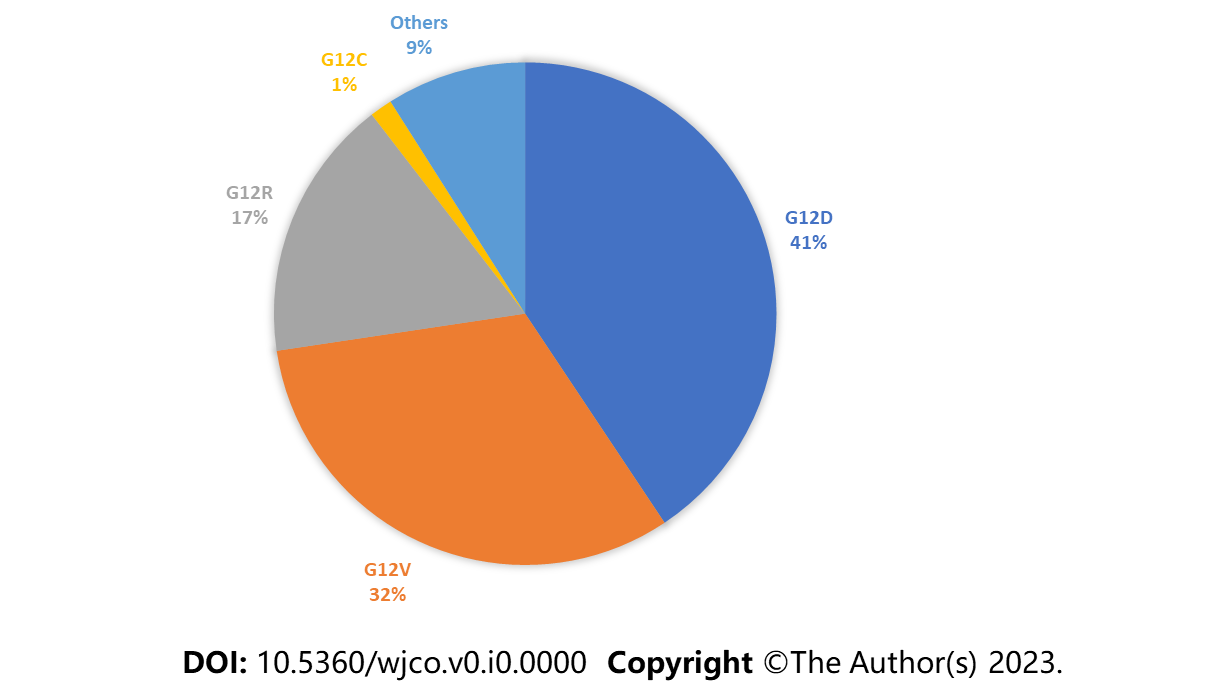 Others
9%
G12C
1%
G12R
17%
G12D
41%
G12V
32%
DOI: 10.5360/wjco.v0.i0.0000 Copyright ©The Author(s) 2023.